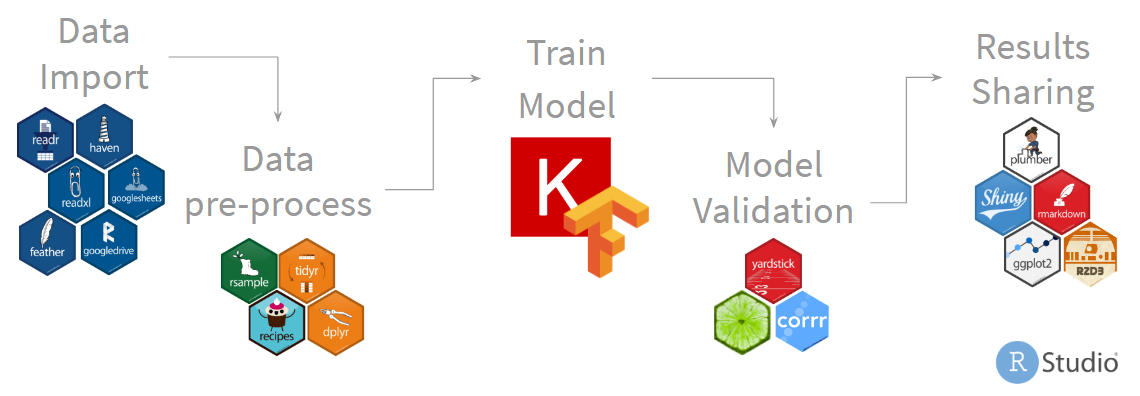 Data
Import
readr
haven
readxl
googlesheets
feather
googledrive
Data
pre-process
rsample
tidyr
recipes
dplyr
Train
Model
K
Model
Validation
yardstick
corrr
Results
Sharing
plumber
Shiny
rmarkdown
ggplot2
R2D3
R Studio